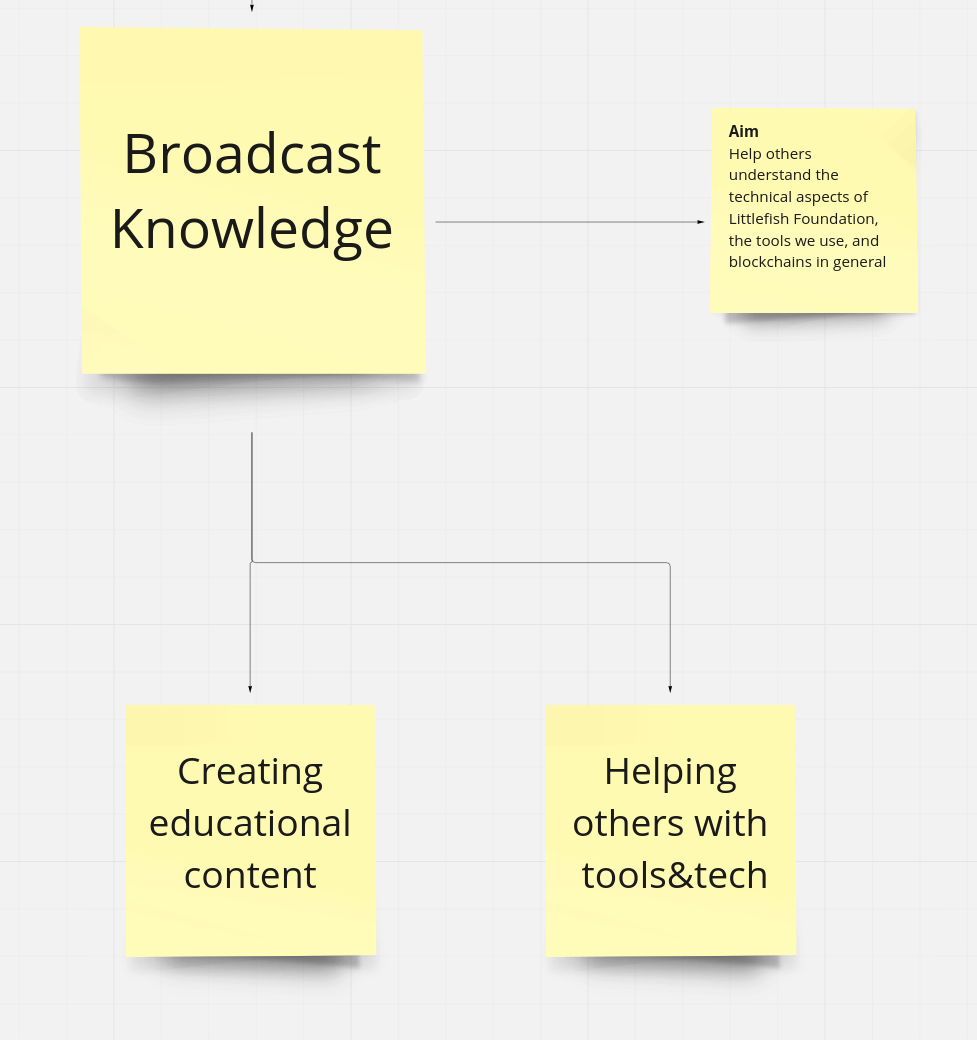 Broadcast
Knowledge
Aim
Help others
understand the
technical aspects of
Littlefish Foundation,
the tools we use, and
blockchains in general
Creating
educational
content
Helping
others with
tools&tech